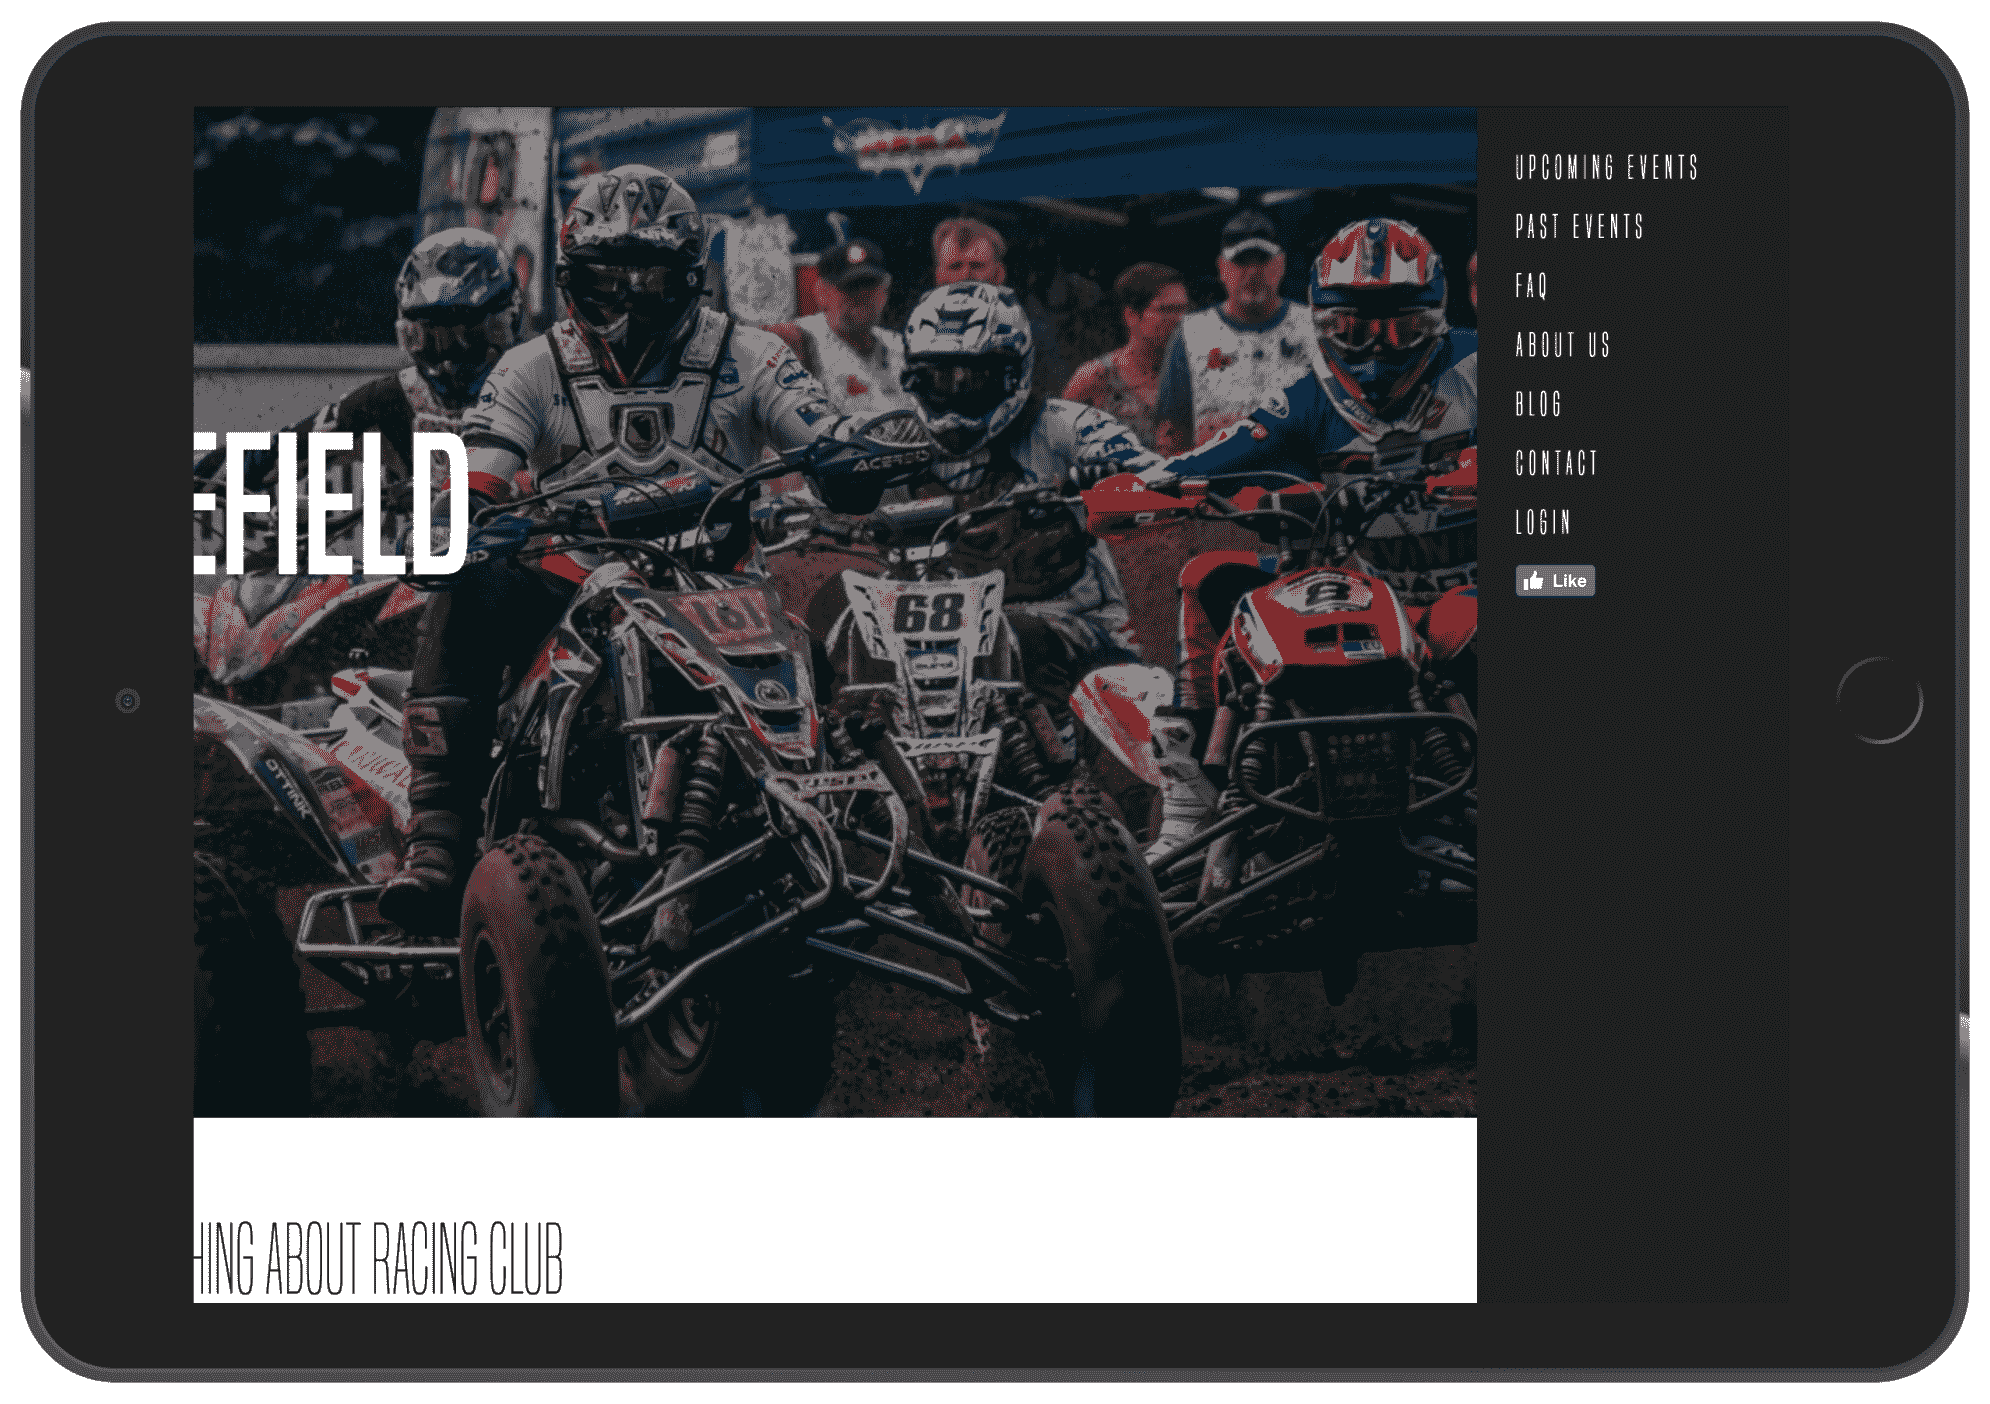 UPCOMING EVENTS
PAST EVENTS
FAQ
ABOUT US
BLOG
CONTACT
LOGIN
Like
EFIELD
ACERBIS
68
8
HING ABOUT RACING CLUB